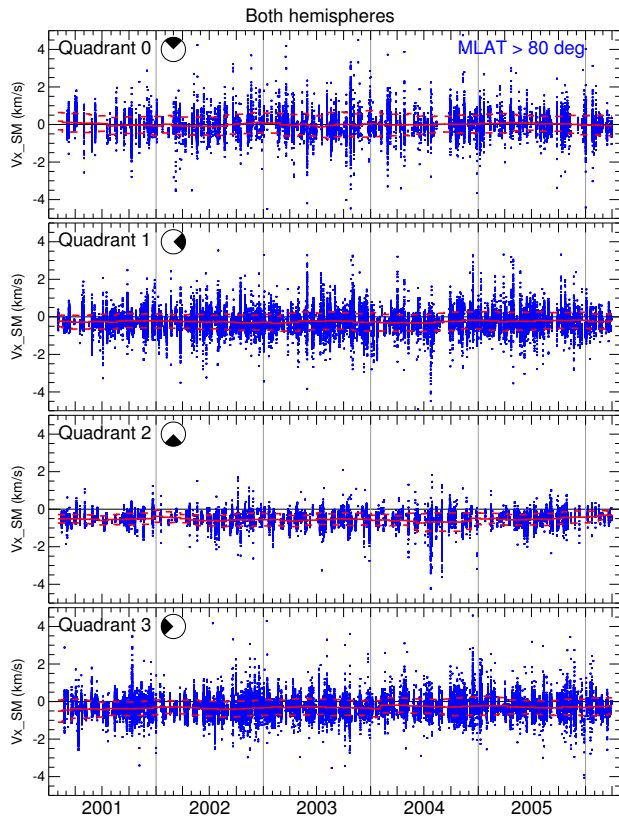 Both hemispheres
Quadrant 0
MLAT > 80 deg
Vx_SM (km/s)
4
2
0
-2
-4
Quadrant 1
Vx_SM (km/s)
4
2
0
-2
-4
Quadrant 2
Vx_SM (km/s)
4
2
0
-2
-4
Quadrant 3
Vx_SM (km/s)
4
2
0
-2
-4
2001 2002 2003 2004 2005